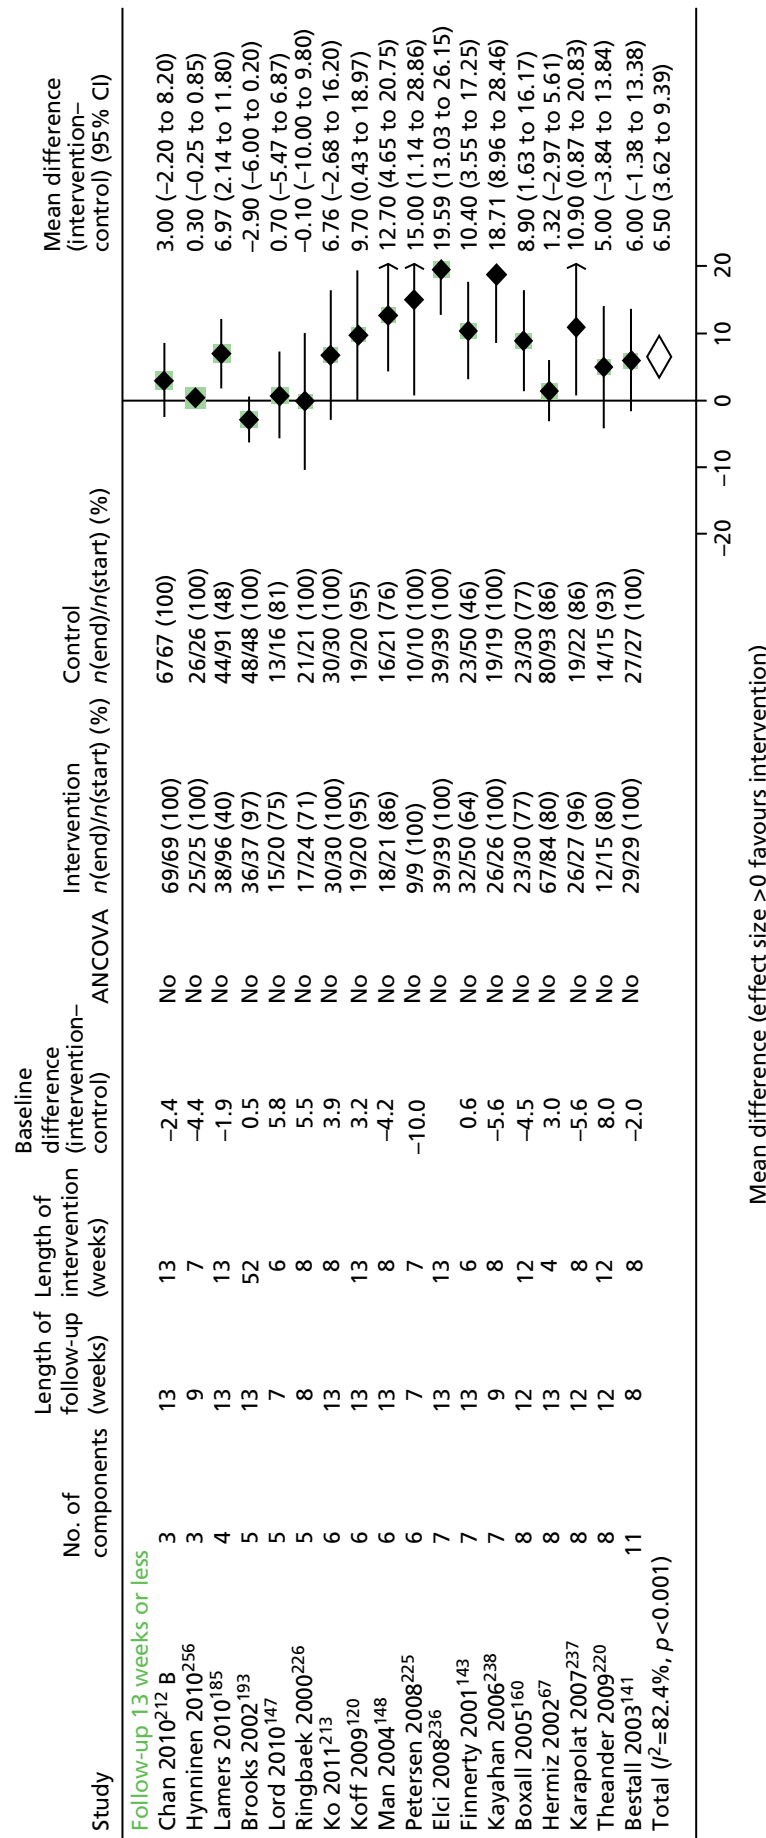 Study No. of components Length of follow-up (weeks) Length of intervention (weeks) Baseline difference (intervention–control) ANCOVA Intervention n(end)/n(start) (%) Control n(end)/n(start) (%) Mean difference (intervention–control) (95% CI)
Follow-up 13 weeks or less
Chan 2010²¹² B 3 13 13 −2.4 No 69/69 (100) 6767 (100) 3.00 (−2.20 to 8.20)
Hynninen 2010²⁵⁶ 3 9 7 −4.4 No 25/25 (100) 26/26 (100) 0.30 (−0.25 to 0.85)
Lamers 2010¹⁸⁵ 4 13 13 −1.9 No 38/96 (40) 44/91 (48) 6.97 (2.14 to 11.80)
Brooks 2002¹⁹³ 5 13 52 0.5 No 36/37 (97) 48/48 (100) −2.90 (−6.00 to 0.20)
Lord 2010¹⁴⁷ 5 7 6 5.8 No 15/20 (75) 13/16 (81) 0.70 (−5.47 to 6.87)
Ringbaek 2000²²⁶ 5 8 8 5.5 No 17/24 (71) 21/21 (100) −0.10 (−10.00 to 9.80)
Ko 2011²¹³ 6 13 8 3.9 No 30/30 (100) 30/30 (100) 6.76 (−2.68 to 16.20)
Koff 2009¹²⁰ 6 13 13 3.2 No 19/20 (95) 19/20 (95) 9.70 (0.43 to 18.97)
Man 2004¹⁴⁸ 6 13 8 −4.2 No 18/21 (86) 16/21 (76) 12.70 (4.65 to 20.75)
Petersen 2008²²⁵ 6 7 7 −10.0 No 9/9 (100) 10/10 (100) 15.00 (1.14 to 28.86)
Elci 2008²³⁶ 7 13 13 No 39/39 (100) 39/39 (100) 19.59 (13.03 to 26.15)
Finnerty 2001¹⁴³ 7 13 6 0.6 No 32/50 (64) 23/50 (46) 10.40 (3.55 to 17.25)
Kayahan 2006²³⁸ 7 9 8 −5.6 No 26/26 (100) 19/19 (100) 18.71 (8.96 to 28.46)
Boxall 2005¹⁶⁰ 8 12 12 −4.5 No 23/30 (77) 23/30 (77) 8.90 (1.63 to 16.17)
Hermiz 2002⁶⁷ 8 13 4 3.0 No 67/84 (80) 80/93 (86) 1.32 (−2.97 to 5.61)
Karapolat 2007²³⁷ 8 12 8 −5.6 No 26/27 (96) 19/22 (86) 10.90 (0.87 to 20.83)
Theander 2009²²⁰ 8 12 12 8.0 No 12/15 (80) 14/15 (93) 5.00 (−3.84 to 13.84)
Bestall 2003¹⁴¹ 11 8 8 −2.0 No 29/29 (100) 27/27 (100) 6.00 (−1.38 to 13.38)
Total (I²=82.4%, p<0.001) 6.50 (3.62 to 9.39)
−20 −10 0 10 20
Mean difference (effect size >0 favours intervention)